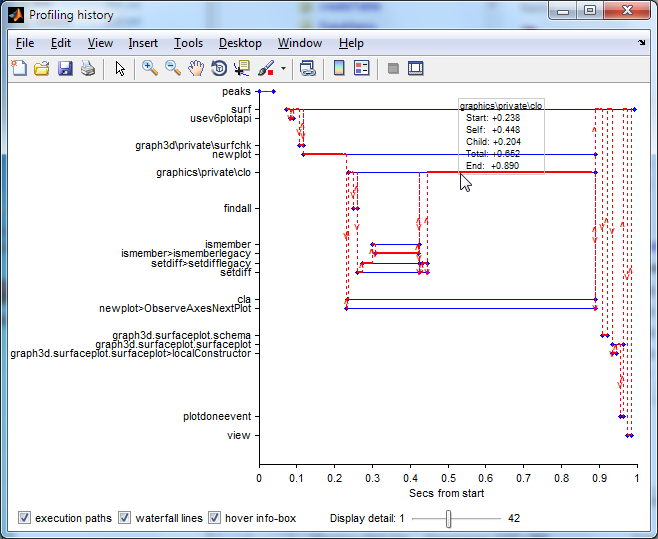 Profiling history
File Edit View Insert Tools Desktop Window Help
peaks
surf
usev6plotapi
graph3d\private\surfchk
newplot
graphics\private\clo
findall
ismember
ismember>ismemberlegacy
setdiff>setdifflegacy
setdiff
cla
newplot>ObserveAxesNextPlot
graph3d.surfaceplot.schema
graph3d.surfaceplot.surfaceplot
graph3d.surfaceplot.surfaceplot>localConstructor
plotdoneevent
view
graphics\private\clo
Start: +0.238
Self: +0.448
Child: +0.204
Total: +0.652
End: +0.890
0 0.1 0.2 0.3 0.4 0.5 0.6 0.7 0.8 0.9 1
Secs from start
execution paths waterfall lines hover info-box Display detail: 1 42